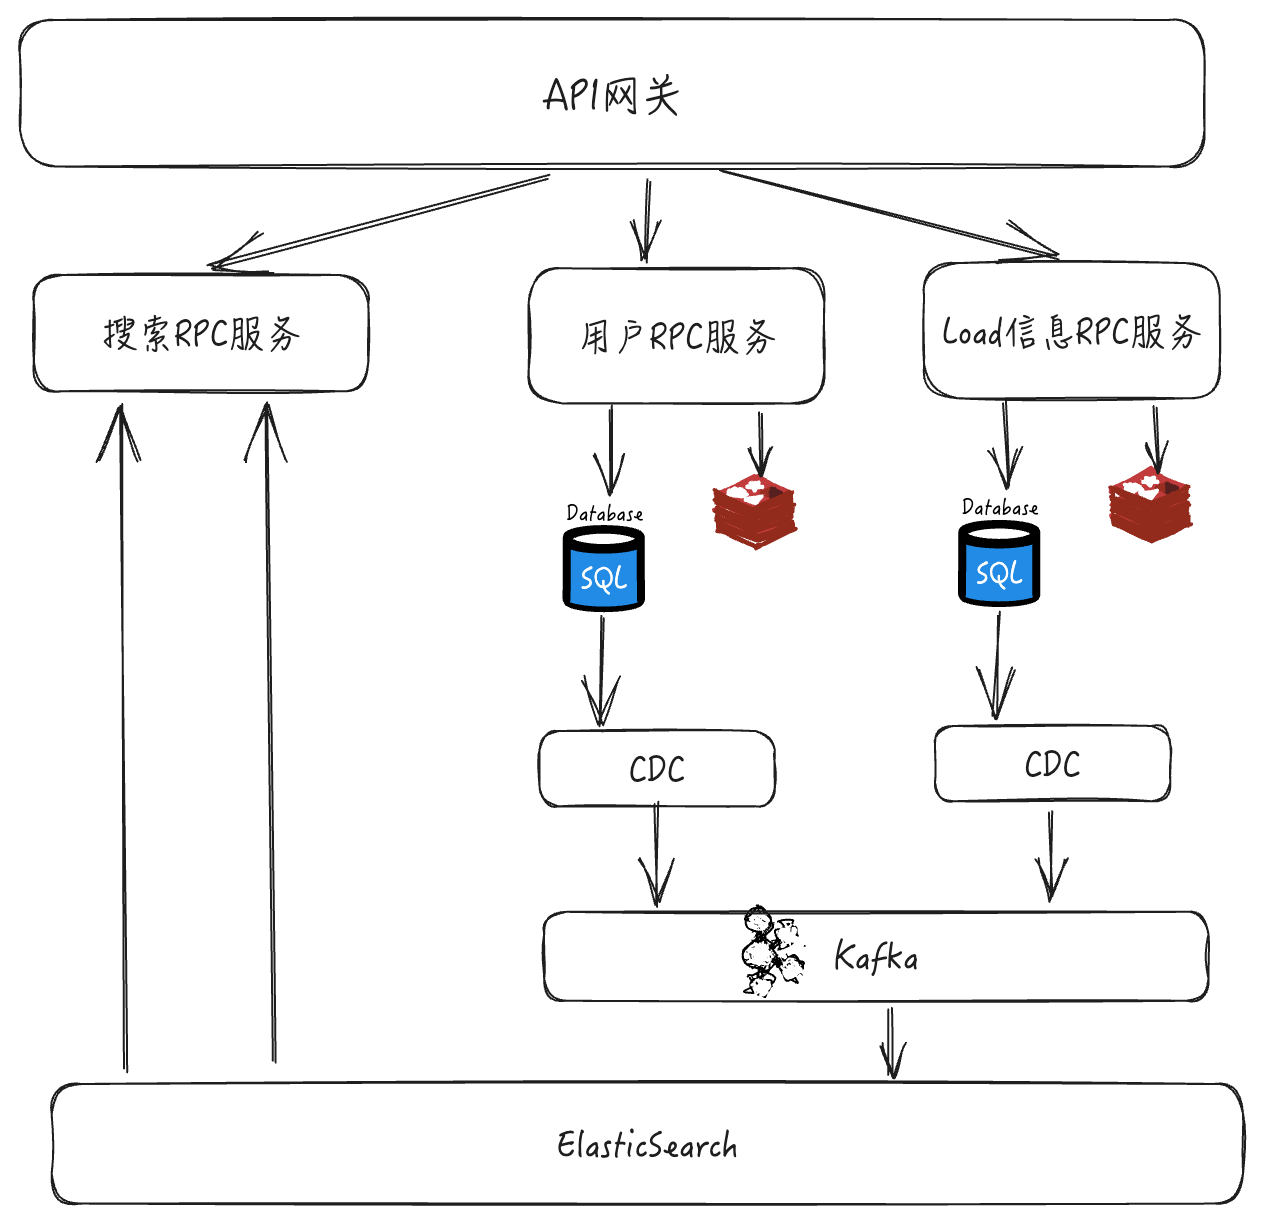 API网关
搜索RPC服务
用户RPC服务
Load信息RPC服务
Database
SQL
Database
SQL
CDC
CDC
Kafka
ElasticSearch